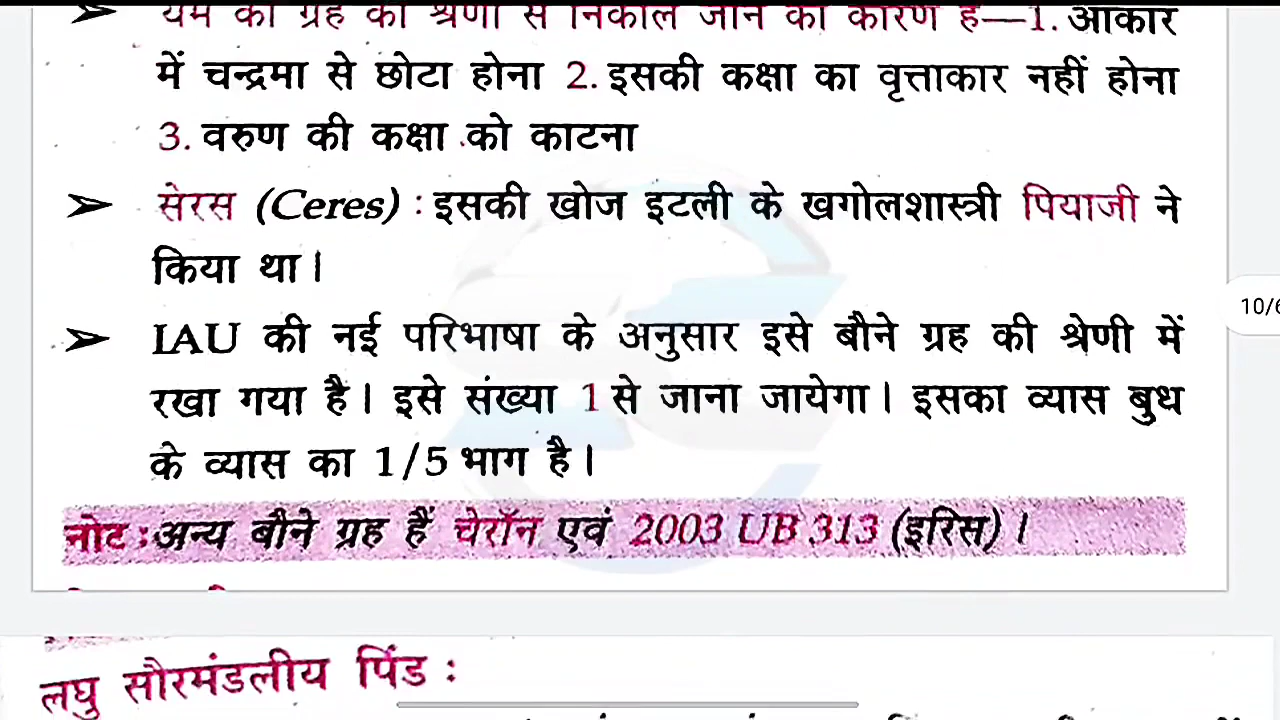 ➢ यम को ग्रह की श्रेणी से निकाले जाने का कारण है—1. आकार
में चन्द्रमा से छोटा होना 2. इसकी कक्षा का वृत्ताकार नहीं होना
3. वरुण की कक्षा को काटना
➢ सेरस (Ceres) : इसकी खोज इटली के खगोलशास्त्री पियाजी ने
किया था।
➢ IAU की नई परिभाषा के अनुसार इसे बौने ग्रह की श्रेणी में
रखा गया है। इसे संख्या 1 से जाना जायेगा। इसका व्यास बुध
के व्यास का 1/5 भाग है।
10/6
नोट : अन्य बौने ग्रह हैं चेरॉन एवं 2003 UB 313 (इरिस)।
लघु सौरमंडलीय पिंड :